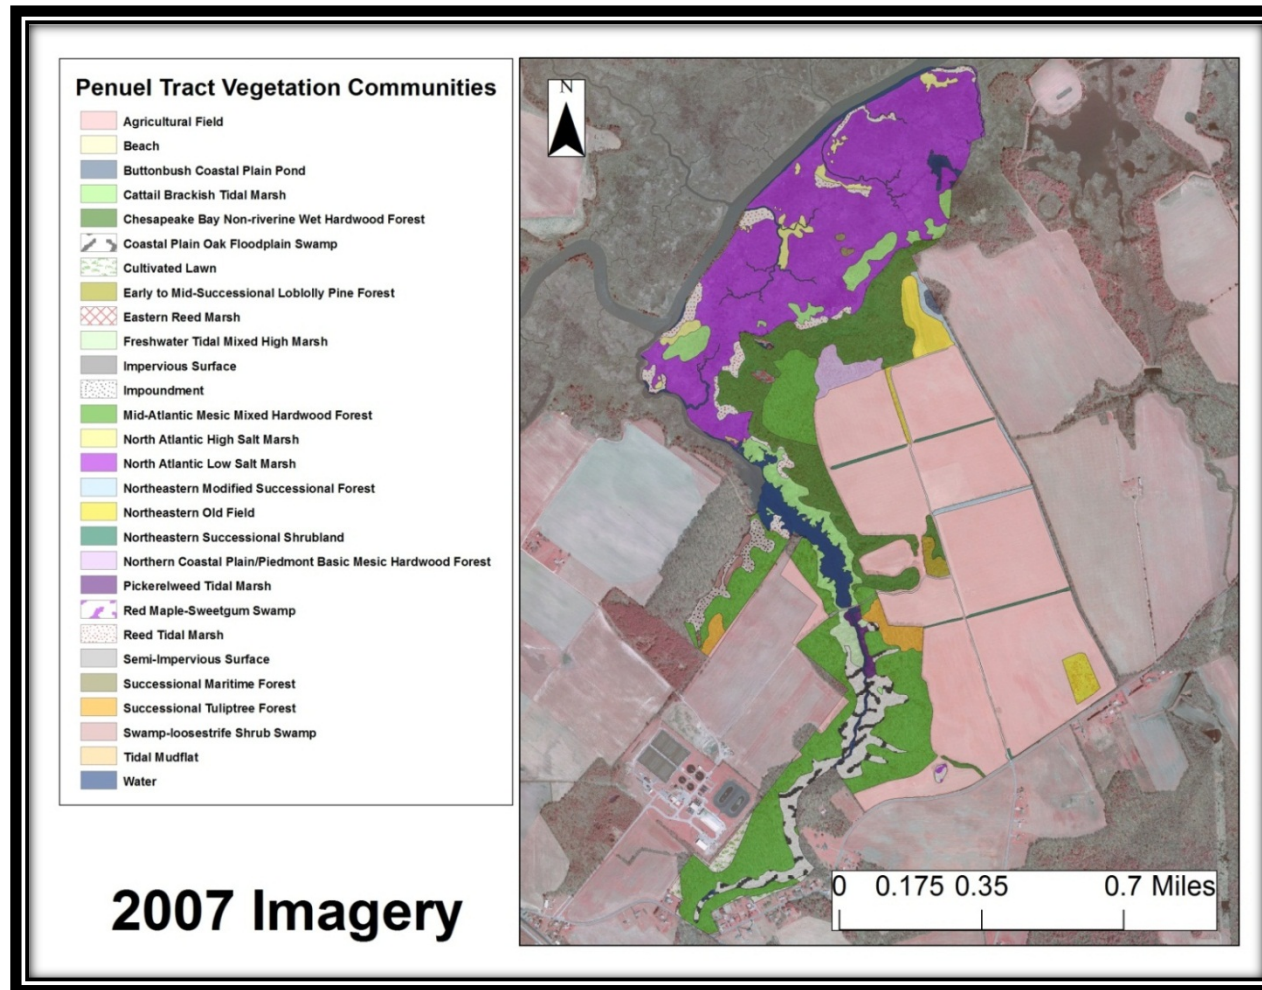 Penuel Tract Vegetation Communities
Agricultural Field
Beach
Buttonbush Coastal Plain Pond
Cattail Brackish Tidal Marsh
Chesapeake Bay Non-riverine Wet Hardwood Forest
Coastal Plain Oak Floodplain Swamp
Cultivated Lawn
Early to Mid-Successional Loblolly Pine Forest
Eastern Reed Marsh
Freshwater Tidal Mixed High Marsh
Impervious Surface
Impoundment
Mid-Atlantic Mesic Mixed Hardwood Forest
North Atlantic High Salt Marsh
North Atlantic Low Salt Marsh
Northeastern Modified Successional Forest
Northeastern Old Field
Northeastern Successional Shrubland
Northern Coastal Plain/Piedmont Basic Mesic Hardwood Forest
Pickerelweed Tidal Marsh
Red Maple-Sweetgum Swamp
Reed Tidal Marsh
Semi-Impervious Surface
Successional Maritime Forest
Successional Tuliptree Forest
Swamp-loosestrife Shrub Swamp
Tidal Mudflat
Water
2007 Imagery
N
0 0.175 0.35 0.7 Miles